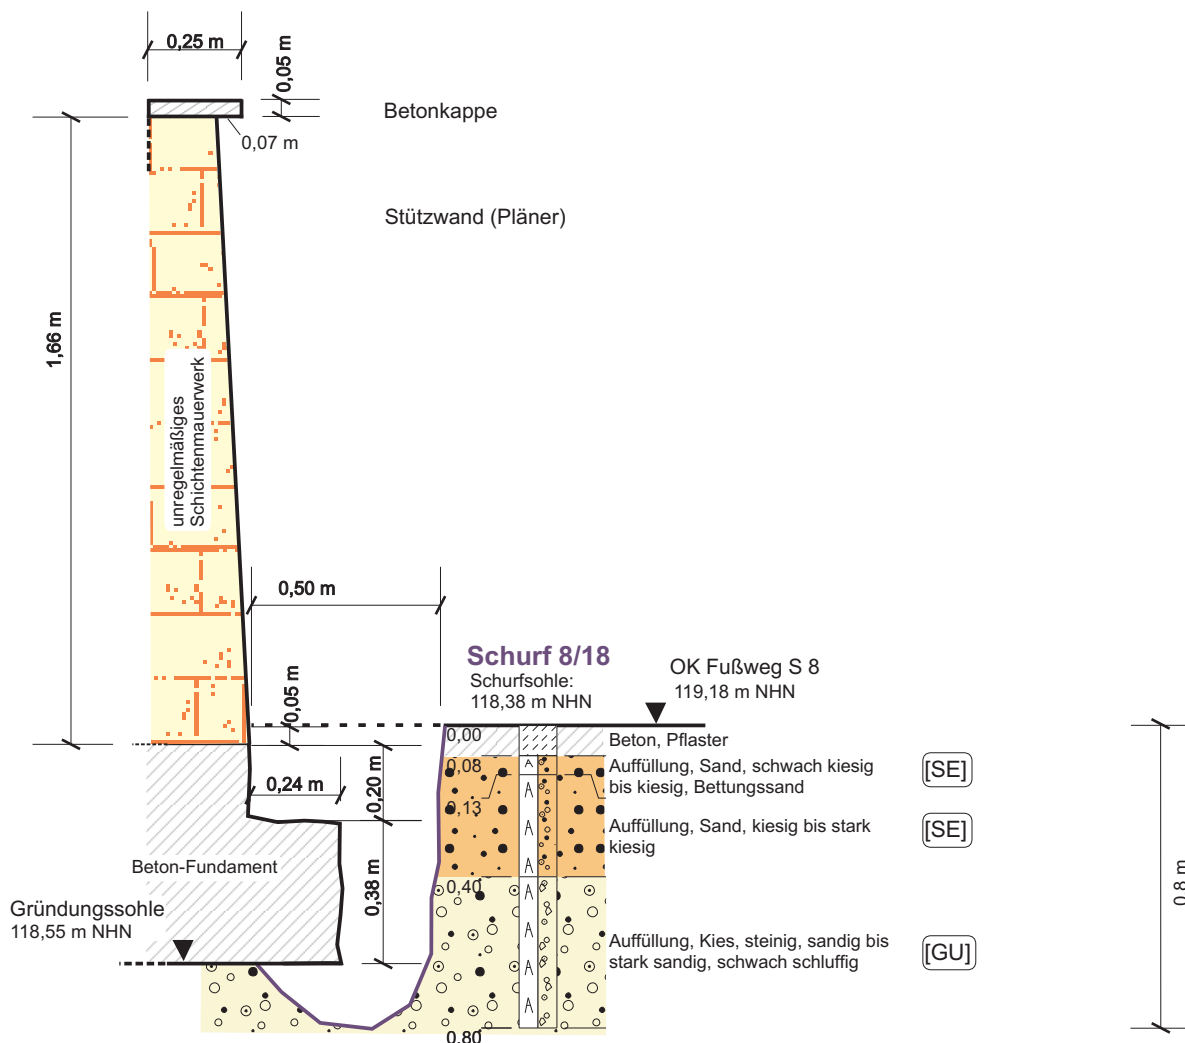 0,25 m
0,05 m
Betonkappe
0,07 m
Stützwand (Pläner)
1,66 m
unregelmäßiges
Schichtenmauerwerk
0,50 m
Schurf 8/18
Schurfsohle:
118,38 m NHN
OK Fußweg S 8
119,18 m NHN
0,05 m
0,00
Beton, Pflaster
0,08
Auffüllung, Sand, schwach kiesig
bis kiesig, Bettungssand
[SE]
0,24 m
0,20 m
0,13
Auffüllung, Sand, kiesig bis stark
kiesig
[SE]
Beton-Fundament
0,38 m
0,40
0,8 m
Gründungssohle
118,55 m NHN
Auffüllung, Kies, steinig, sandig bis
stark sandig, schwach schluffig
[GU]
0,80
A
A
A
A
A
A
A
A
A